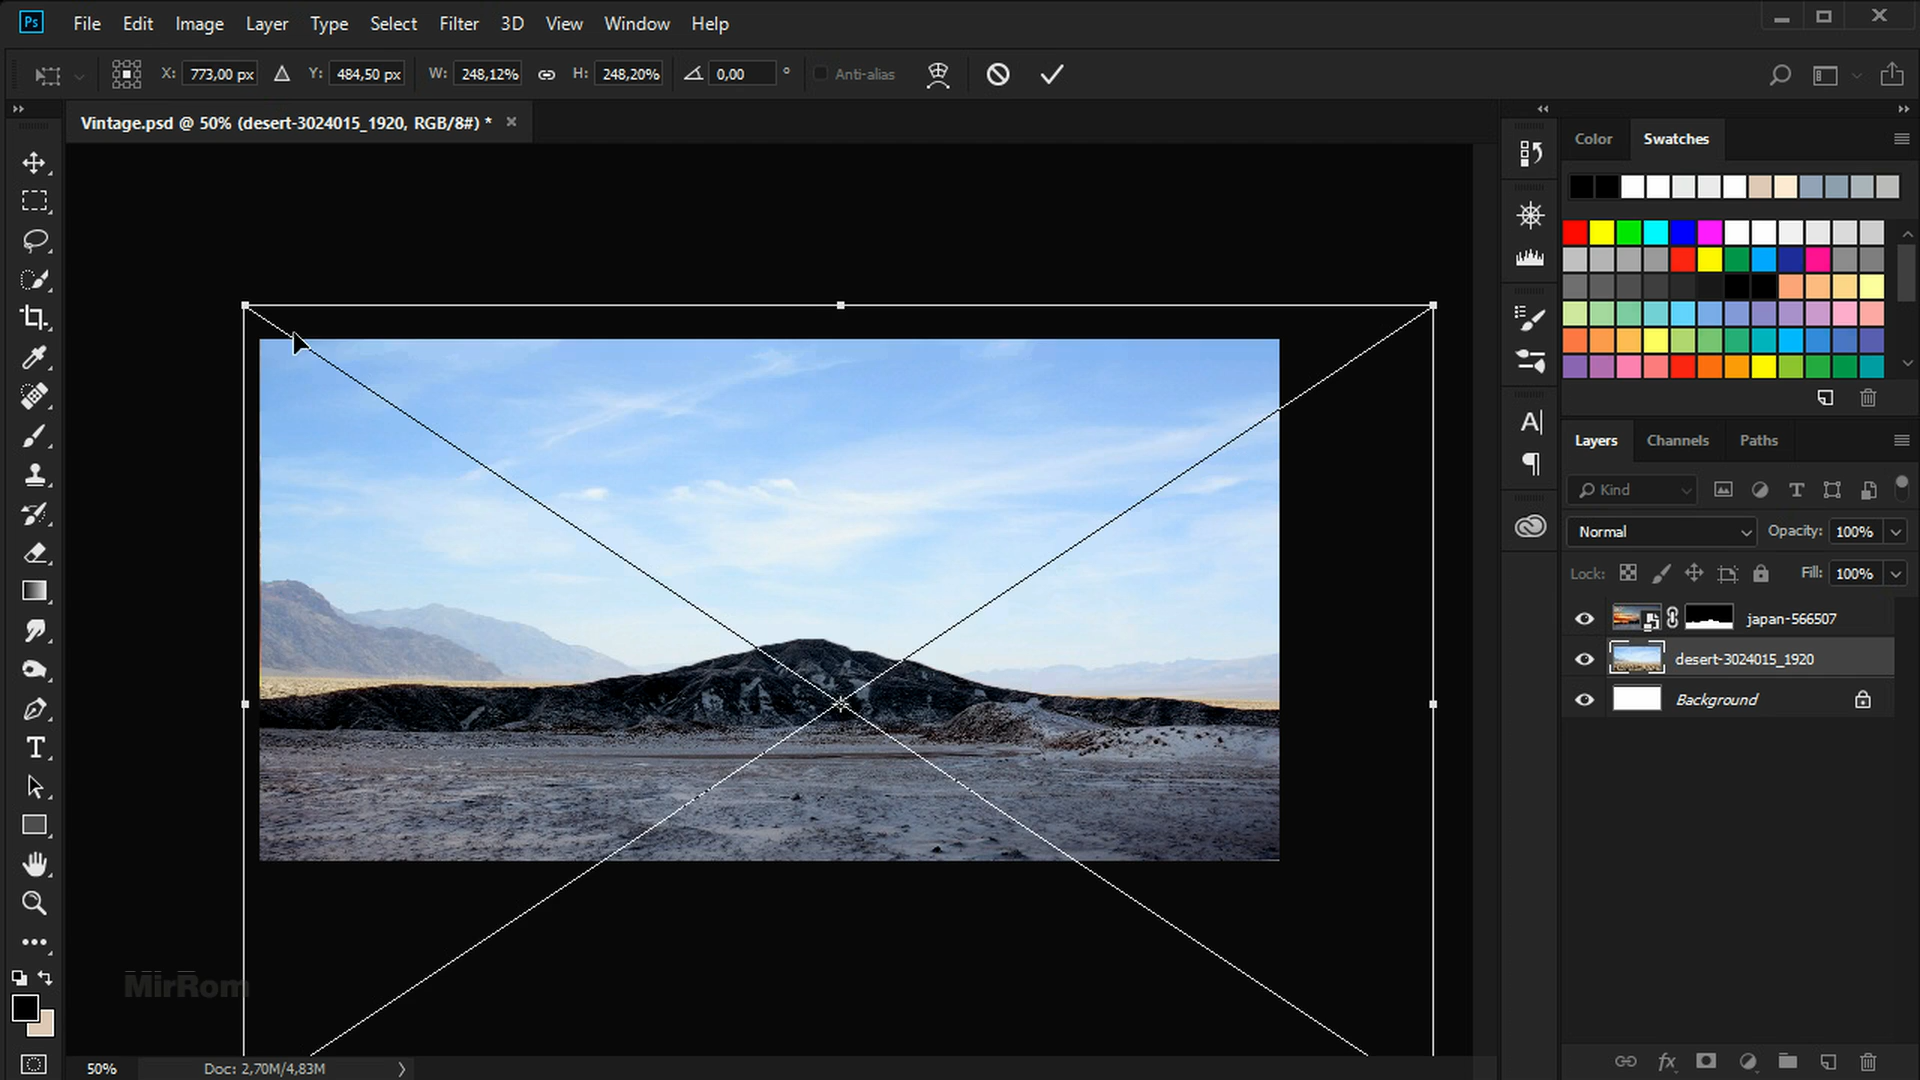 Ps File Edit Image Layer Type Select Filter 3D View Window Help
X: 773,00 px Y: 484,50 px W: 248,12% H: 248,20% 0,00 ° Anti-alias
Vintage.psd @ 50% (desert-3024015_1920, RGB/8#) * ×
Color Swatches
Layers Channels Paths
Kind
Normal Opacity: 100%
Lock: Fill: 100%
japan-566507
desert-3024015_1920
Background
MirRom
50% Doc: 2,70M/4,83M